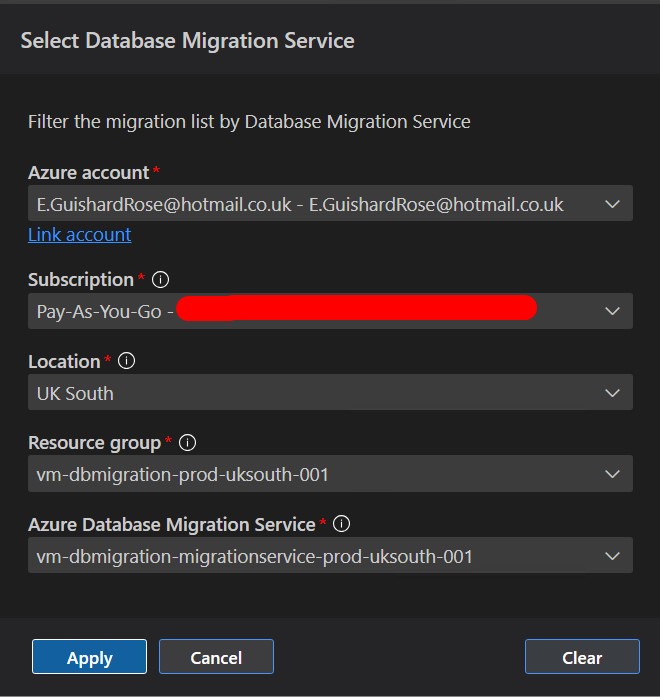 Select Database Migration Service
Filter the migration list by Database Migration Service
Azure account *
E.GuishardRose@hotmail.co.uk - E.GuishardRose@hotmail.co.uk
Link account
Subscription *
Pay-As-You-Go -
Location *
UK South
Resource group *
vm-dbmigration-prod-uksouth-001
Azure Database Migration Service *
vm-dbmigration-migrationservice-prod-uksouth-001
Apply Cancel Clear